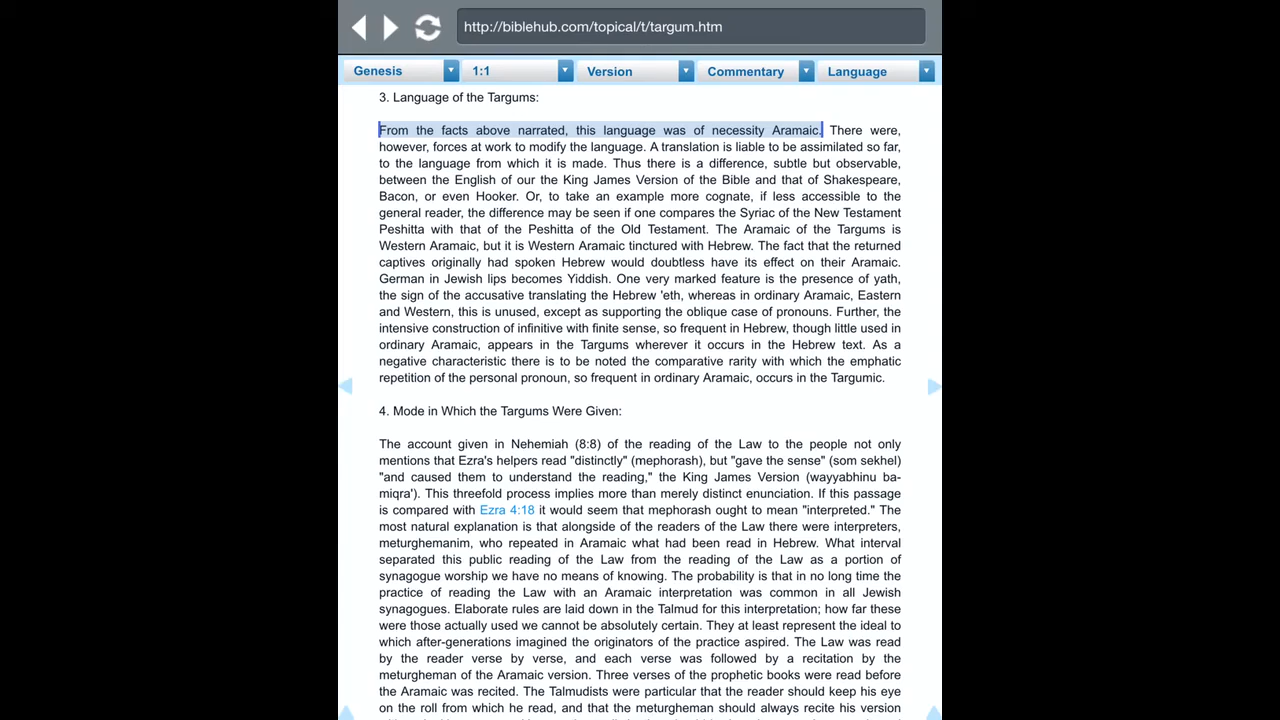 http://biblehub.com/topical/t/targum.htm
Genesis 1:1 Version Commentary Language
3. Language of the Targums:
From the facts above narrated, this language was of necessity Aramaic. There were,
however, forces at work to modify the language. A translation is liable to be assimilated so far,
to the language from which it is made. Thus there is a difference, subtle but observable,
between the English of our the King James Version of the Bible and that of Shakespeare,
Bacon, or even Hooker. Or, to take an example more cognate, if less accessible to the
general reader, the difference may be seen if one compares the Syriac of the New Testament
Peshitta with that of the Peshitta of the Old Testament. The Aramaic of the Targums is
Western Aramaic, but it is Western Aramaic tinctured with Hebrew. The fact that the returned
captives originally had spoken Hebrew would doubtless have its effect on their Aramaic.
German in Jewish lips becomes Yiddish. One very marked feature is the presence of yath,
the sign of the accusative translating the Hebrew 'eth, whereas in ordinary Aramaic, Eastern
and Western, this is unused, except as supporting the oblique case of pronouns. Further, the
intensive construction of infinitive with finite sense, so frequent in Hebrew, though little used in
ordinary Aramaic, appears in the Targums wherever it occurs in the Hebrew text. As a
negative characteristic there is to be noted the comparative rarity with which the emphatic
repetition of the personal pronoun, so frequent in ordinary Aramaic, occurs in the Targumic.
4. Mode in Which the Targums Were Given:
The account given in Nehemiah (8:8) of the reading of the Law to the people not only
mentions that Ezra's helpers read "distinctly" (mephorash), but "gave the sense" (som sekhel)
"and caused them to understand the reading," the King James Version (wayyabhinu ba-
miqra'). This threefold process implies more than merely distinct enunciation. If this passage
is compared with Ezra 4:18 it would seem that mephorash ought to mean "interpreted." The
most natural explanation is that alongside of the readers of the Law there were interpreters,
meturghemanim, who repeated in Aramaic what had been read in Hebrew. What interval
separated this public reading of the Law from the reading of the Law as a portion of
synagogue worship we have no means of knowing. The probability is that in no long time the
practice of reading the Law with an Aramaic interpretation was common in all Jewish
synagogues. Elaborate rules are laid down in the Talmud for this interpretation; how far these
were those actually used we cannot be absolutely certain. They at least represent the ideal to
which after-generations imagined the originators of the practice aspired. The Law was read
by the reader verse by verse, and each verse was followed by a recitation by the
meturgheman of the Aramaic version. Three verses of the prophetic books were read before
the Aramaic was recited. The Talmudists were particular that the reader should keep his eye
on the roll from which he read, and that the meturgheman should always recite his version